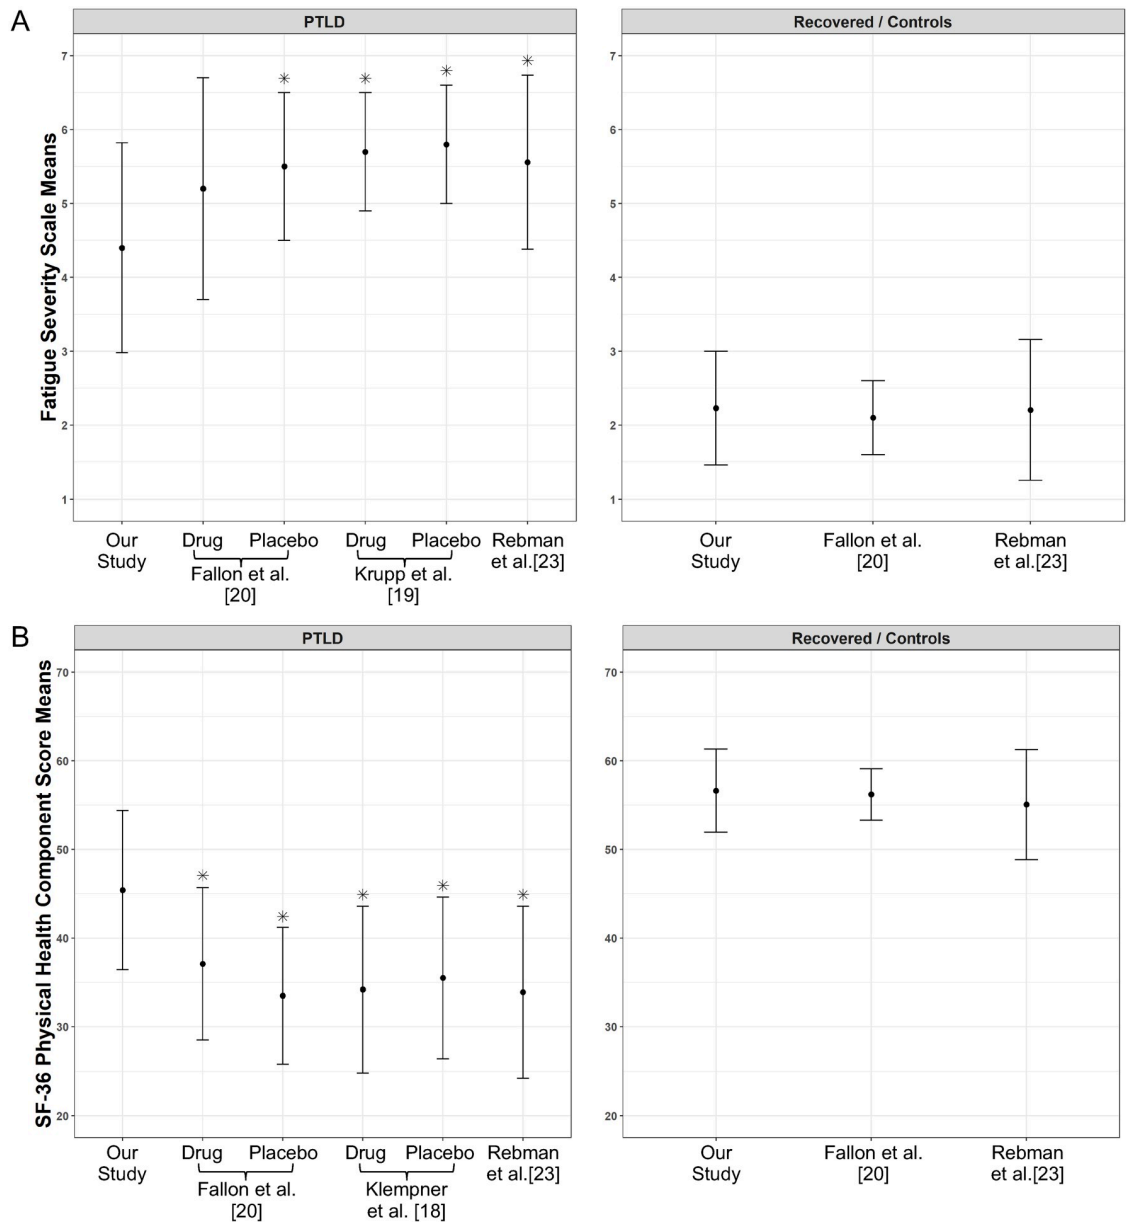 A
PTLD
Recovered / Controls
Fatigue Severity Scale Means
7
6
5
4
3
2
1
7
6
5
4
3
2
1
✳
✳
✳
✳
Our
Study
Drug
Placebo
Fallon et al.
[20]
Drug
Placebo
Krupp et al.
[19]
Rebman
et al.[23]
Our
Study
Fallon et al.
[20]
Rebman
et al.[23]
B
PTLD
Recovered / Controls
SF-36 Physical Health Component Score Means
70
60
50
40
30
20
70
60
50
40
30
20
✳
✳
✳
✳
✳
Our
Study
Drug
Placebo
Fallon et al.
[20]
Drug
Placebo
Klempner
et al. [18]
Rebman
et al.[23]
Our
Study
Fallon et al.
[20]
Rebman
et al.[23]